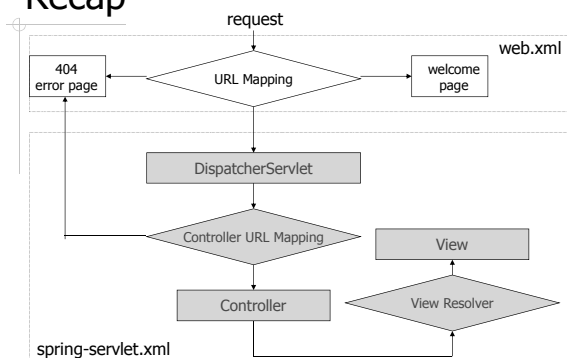 Recap
request
web.xml
404
error page
URL Mapping
welcome
page
DispatcherServlet
Controller URL Mapping
View
Controller
View Resolver
spring-servlet.xml